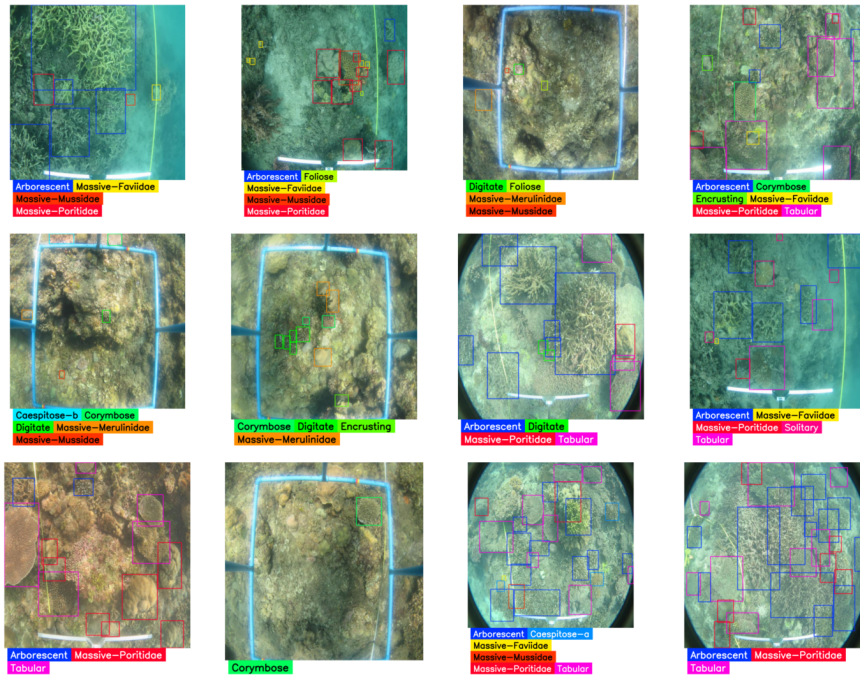 Arborescent Massive-Faviidae
Massive-Mussidae
Massive-Poritidae
Arborescent Foliose
Massive-Faviidae
Massive-Mussidae
Massive-Poritidae
Digitate Foliose
Massive-Merulinidae
Massive-Mussidae
Arborescent Corymbose
Encrusting Massive-Faviidae
Massive-Poritidae Tabular
Caespitose-b Corymbose
Digitate Massive-Merulinidae
Massive-Mussidae
Corymbose Digitate Encrusting
Massive-Merulinidae
Arborescent Digitate
Massive-Poritidae Tabular
Arborescent Massive-Faviidae
Massive-Poritidae Solitary
Tabular
Arborescent Massive-Poritidae
Tabular
Corymbose
Arborescent Caespitose-a
Massive-Faviidae
Massive-Mussidae
Massive-Poritidae Tabular
Arborescent Massive-Poritidae
Tabular